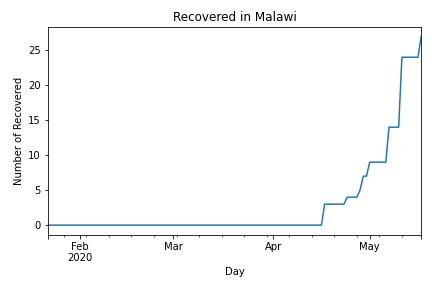 Recovered in Malawi
Number of Recovered
25
20
15
10
5
0
Feb
2020
Mar
Apr
May
Day